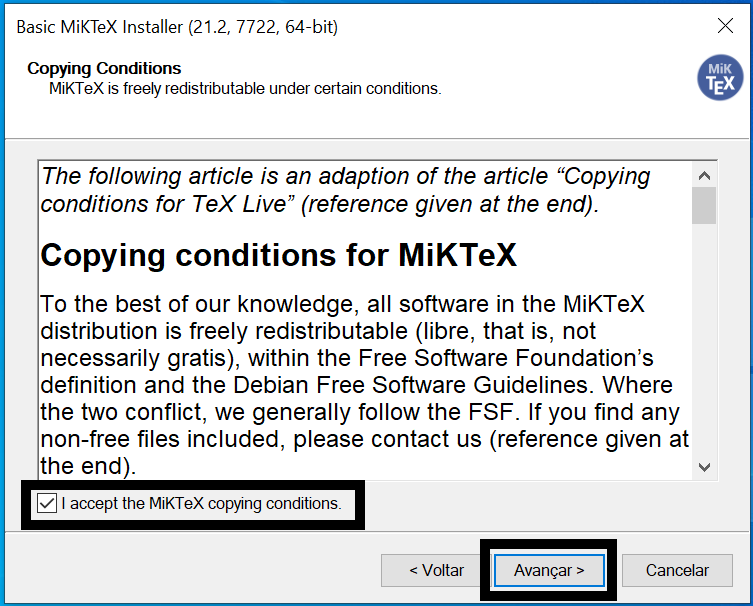 Basic MiKTeX Installer (21.2, 7722, 64-bit)
Copying Conditions
MiKTeX is freely redistributable under certain conditions.
MiK
TEX
The following article is an adaption of the article “Copying
conditions for TeX Live” (reference given at the end).
Copying conditions for MiKTeX
To the best of our knowledge, all software in the MiKTeX
distribution is freely redistributable (libre, that is, not
necessarily gratis), within the Free Software Foundation’s
definition and the Debian Free Software Guidelines. Where
the two conflict, we generally follow the FSF. If you find any
non-free files included, please contact us (reference given at
the end).
I accept the MiKTeX copying conditions.
< Voltar
Avançar >
Cancelar